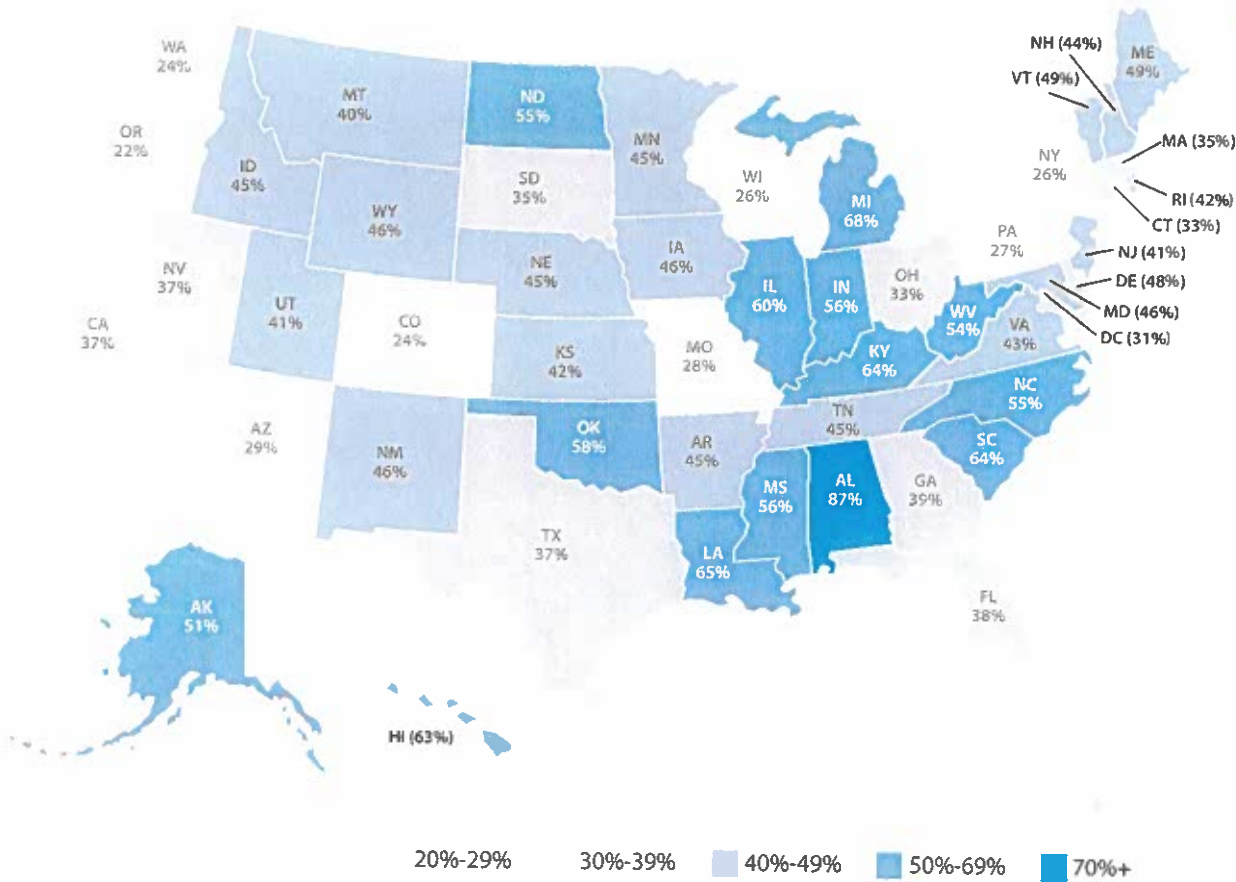 WA
24%
OR
22%
MT
40%
ND
55%
MN
45%
NH (44%)
ME
49%
VT (49%)
ID
45%
SD
35%
WI
26%
NY
26%
MA (35%)
WY
46%
MI
68%
RI (42%)
CT (33%)
PA
27%
NV
37%
NE
45%
IA
46%
NJ (41%)
OH
33%
DE (48%)
MD (46%)
DC (31%)
CA
37%
UT
41%
CO
24%
IL
60%
IN
56%
WV
54%
VA
43%
KS
42%
MO
28%
KY
64%
NC
55%
AZ
29%
NM
46%
OK
58%
AR
45%
TN
45%
SC
64%
MS
56%
AL
87%
GA
39%
TX
37%
LA
65%
FL
38%
AK
51%
HI (63%)
20%-29%
30%-39%
40%-49%
50%-69%
70%+